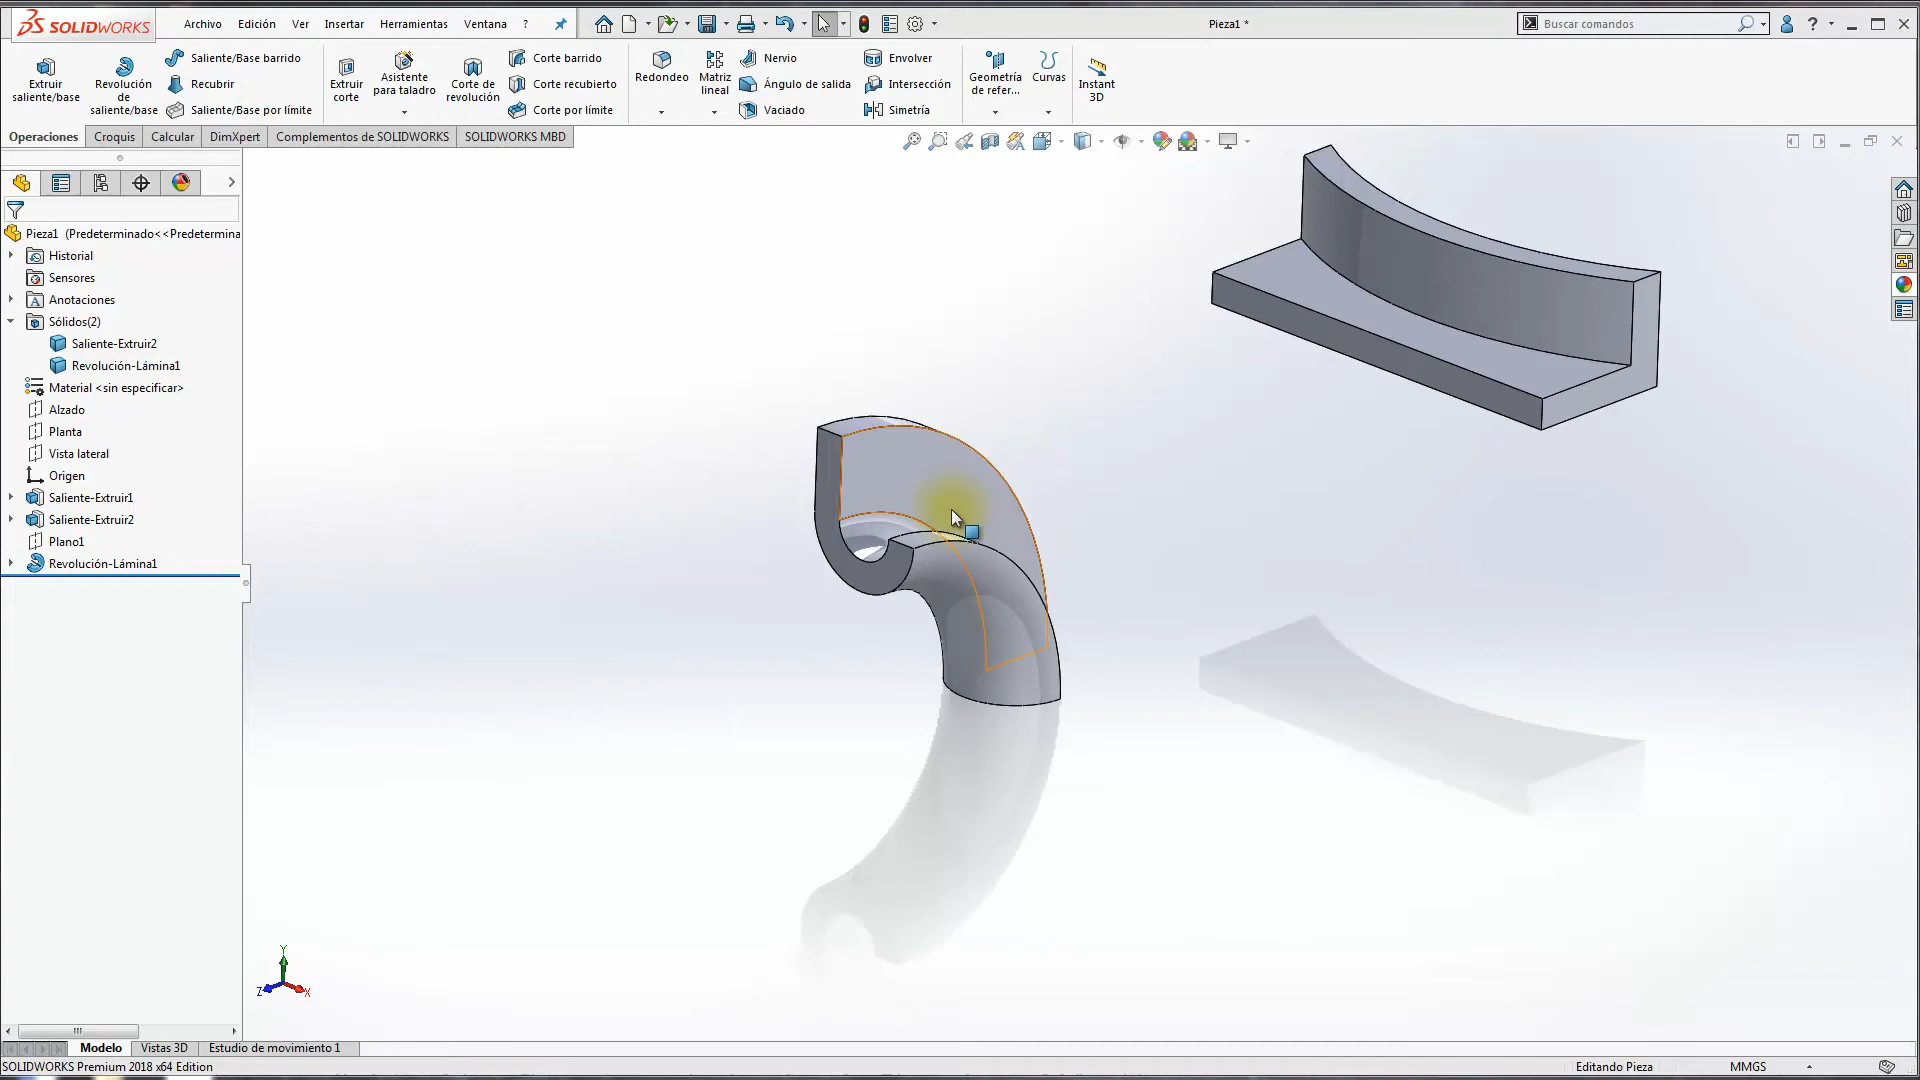 SOLIDWORKS
Archivo Edición Ver Insertar Herramientas Ventana ?
Pieza1 *
Buscar comandos
?
Extruir saliente/base
Revolución de saliente/base
Saliente/Base barrido
Recubrir
Saliente/Base por límite
Extruir corte
Asistente para taladro
Corte de revolución
Corte barrido
Corte recubierto
Corte por límite
Redondeo
Matriz lineal
Nervio
Ángulo de salida
Vaciado
Envolver
Intersección
Simetría
Geometría de refer...
Curvas
Instant 3D
Operaciones Croquis Calcular DimXpert Complementos de SOLIDWORKS SOLIDWORKS MBD
Pieza1 (Predeterminado<<Predetermina
Historial
Sensores
Anotaciones
Sólidos(2)
Saliente-Extruir2
Revolución-Lámina1
Material <sin especificar>
Alzado
Planta
Vista lateral
Origen
Saliente-Extruir1
Saliente-Extruir2
Plano1
Revolución-Lámina1
Y
Z
X
Modelo Vistas 3D Estudio de movimiento 1
SOLIDWORKS Premium 2018 x64 Edition
Editando Pieza
MMGS